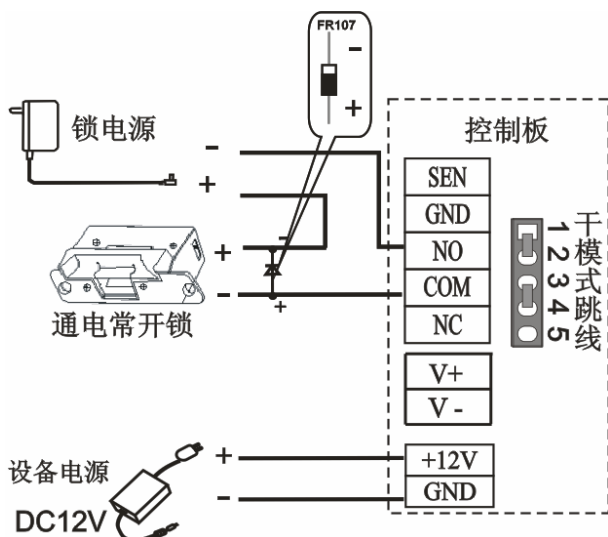 FR107
-
+
锁电源
控制板
-
+
SEN
GND
NO
COM
NC
干模式跳线
1 2 3 4 5
+
-
-
+
通电常开锁
V+
V-
设备电源
DC12V
+
-
+12V
GND